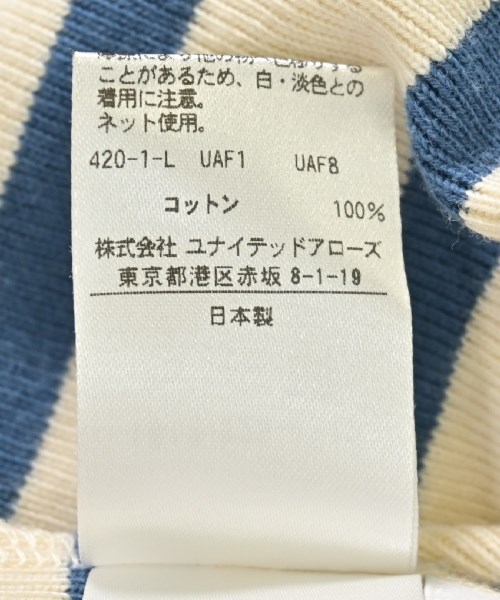 ことがあるため、白・淡色との
着用に注意。
ネット使用。
420-1-L UAF1 UAF8
コットン 100%
株式会社 ユナイテッドアローズ
東京都港区赤坂 8-1-19
日本製